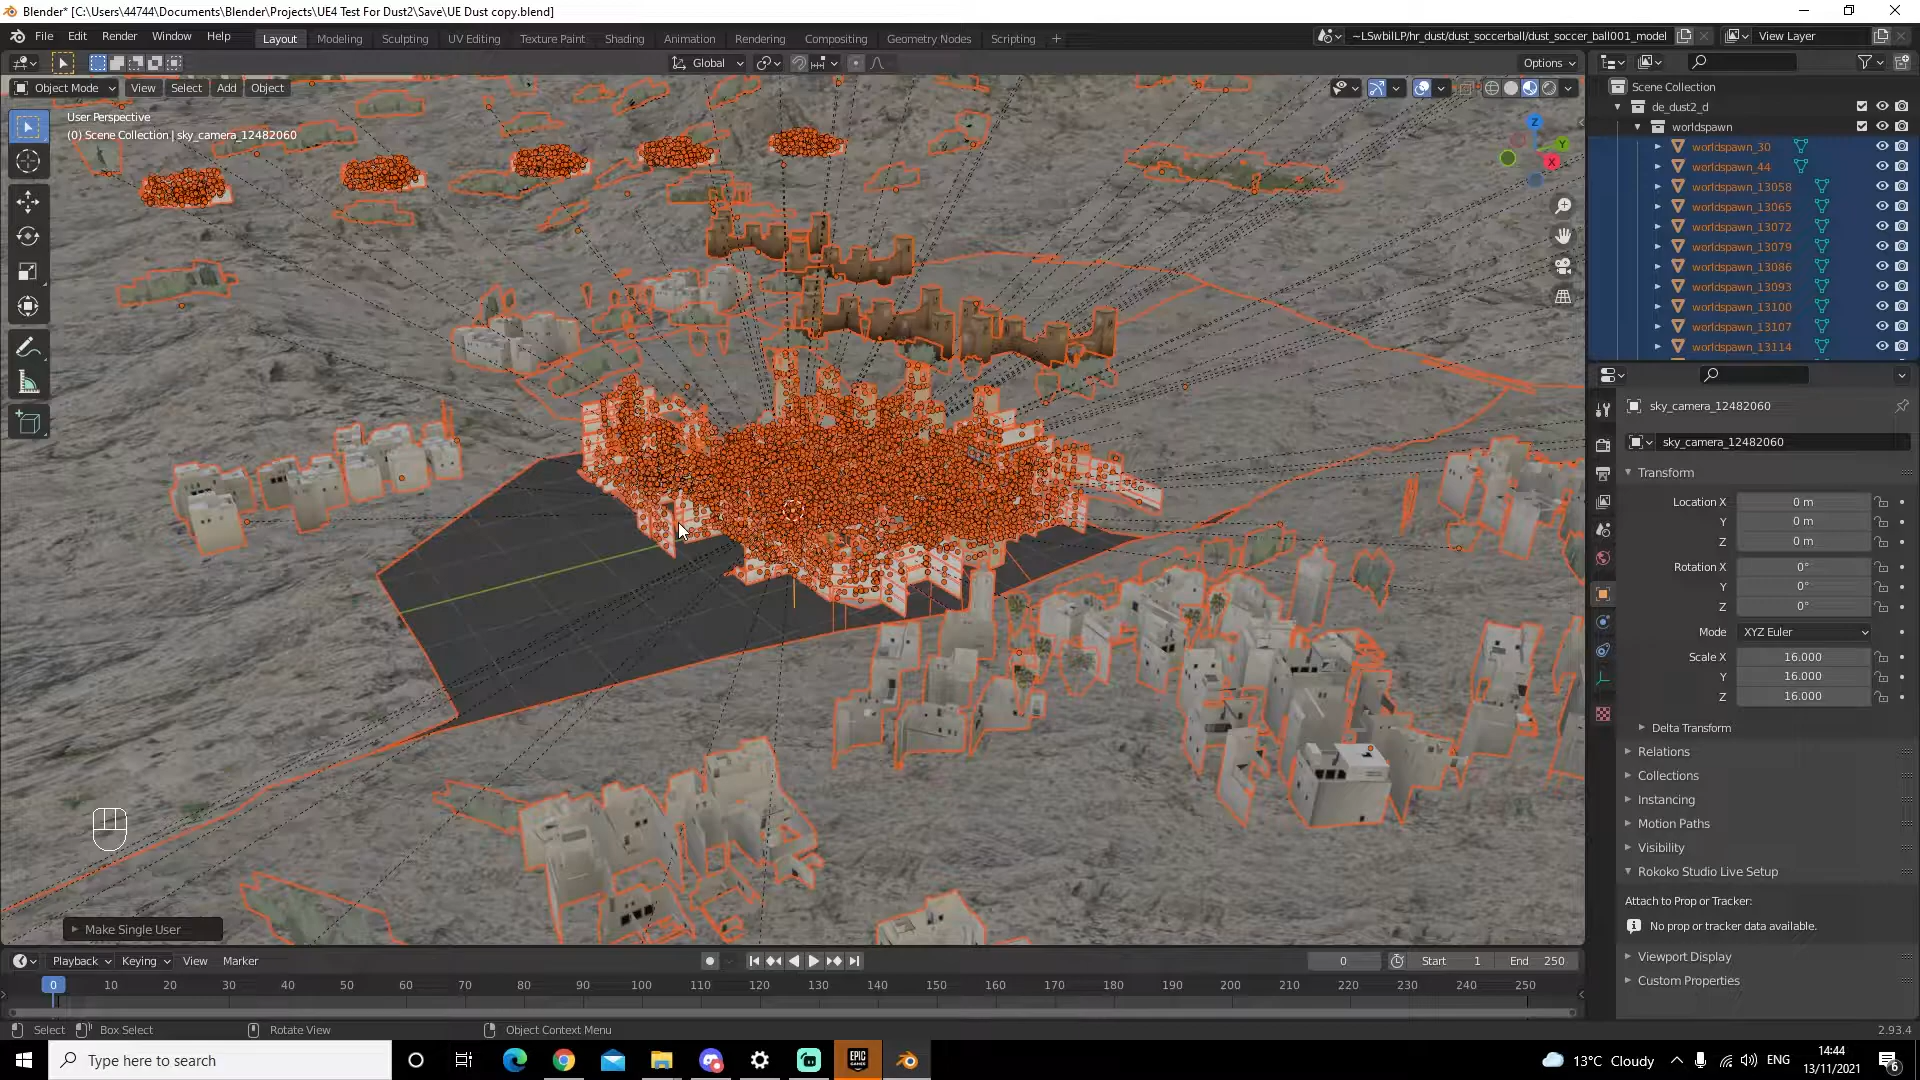 Blender* [C:\Users\44744\Documents\Blender\Projects\UE4 Test For Dust2\Save\UE Dust copy.blend]
File Edit Render Window Help
Layout Modeling Sculpting UV Editing Texture Paint Shading Animation Rendering Compositing Geometry Nodes Scripting +
~LSwbilLP/hr_dust/dust_soccerball/dust_soccer_ball001_model
View Layer
Global
Options
Object Mode View Select Add Object
User Perspective
(0) Scene Collection | sky_camera_12482060
Z
Y
X
Make Single User
Scene Collection
de_dust2_d
worldspawn
worldspawn_30
worldspawn_44
worldspawn_13058
worldspawn_13065
worldspawn_13072
worldspawn_13079
worldspawn_13086
worldspawn_13093
worldspawn_13100
worldspawn_13107
worldspawn_13114
sky_camera_12482060
sky_camera_12482060
Transform
Location X 0 m
Y 0 m
Z 0 m
Rotation X 0°
Y 0°
Z 0°
Mode XYZ Euler
Scale X 16.000
Y 16.000
Z 16.000
Delta Transform
Relations
Collections
Instancing
Motion Paths
Visibility
Rokoko Studio Live Setup
Attach to Prop or Tracker:
No prop or tracker data available.
Viewport Display
Custom Properties
Playback Keying View Marker
0 Start 1 End 250
0 10 20 30 40 50 60 70 80 90 100 110 120 130 140 150 160 170 180 190 200 210 220 230 240 250
Select Box Select Rotate View Object Context Menu
2.93.4
Type here to search
EPIC
GAMES
13°C Cloudy
ENG
14:44
13/11/2021
6